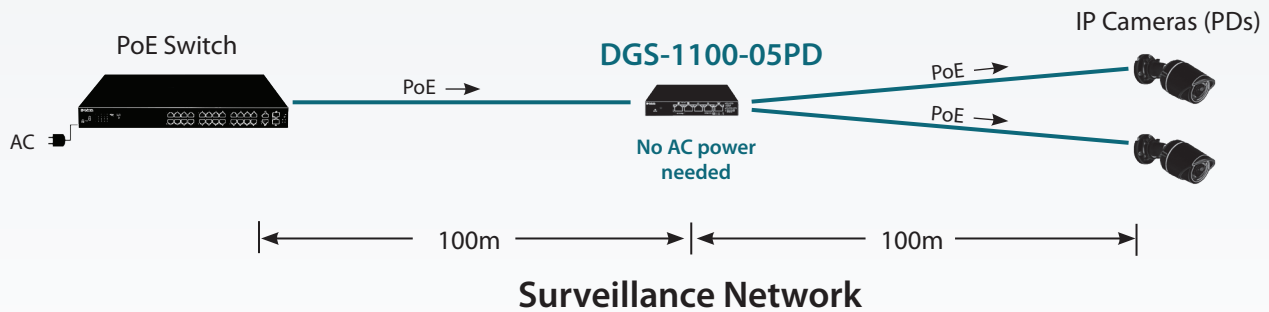 IP Cameras (PDs)
PoE Switch
DGS-1100-05PD
PoE
PoE
PoE
AC
No AC power
needed
100m
100m
Surveillance Network